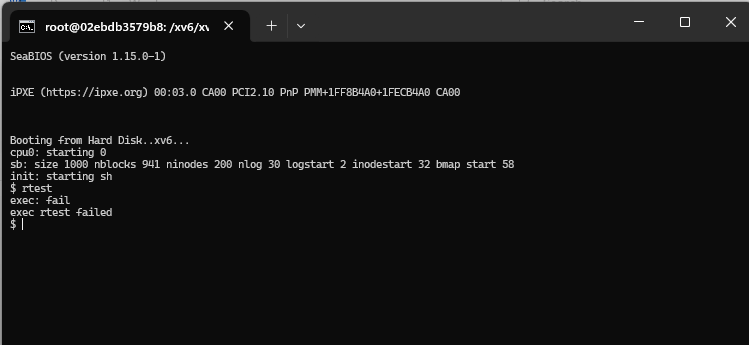 root@02ebdb3579b8: /xv6/xv
SeaBIOS (version 1.15.0-1)
iPXE (https://ipxe.org) 00:03.0 CA00 PCI2.10 PnP PMM+1FF8B4A0+1FECB4A0 CA00
Booting from Hard Disk..xv6...
cpu0: starting 0
sb: size 1000 nblocks 941 ninodes 200 nlog 30 logstart 2 inodestart 32 bmap start 58
init: starting sh
$ rtest
exec: fail
exec rtest failed
$